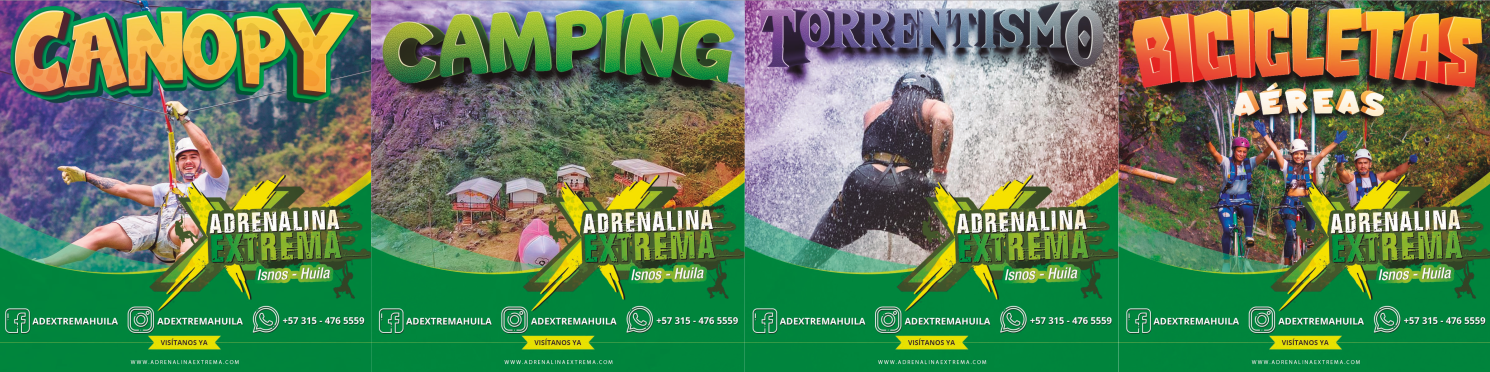 CANOPY
ADRENALINA
EXTREMA
Isnos - Huila
ADEXTREMAHUILA ADEXTREMAHUILA +57 315 - 476 5559
VISÍTANOS YA
WWW.ADRENALINAEXTREMA.COM
CAMPING
ADRENALINA
EXTREMA
Isnos - Huila
ADEXTREMAHUILA ADEXTREMAHUILA +57 315 - 476 5559
VISÍTANOS YA
WWW.ADRENALINAEXTREMA.COM
TORRENTISMO
ADRENALINA
EXTREMA
Isnos - Huila
ADEXTREMAHUILA ADEXTREMAHUILA +57 315 - 476 5559
VISÍTANOS YA
WWW.ADRENALINAEXTREMA.COM
BICICLETAS
AÉREAS
ADRENALINA
EXTREMA
Isnos - Huila
ADEXTREMAHUILA ADEXTREMAHUILA +57 315 - 476 5559
VISÍTANOS YA
WWW.ADRENALINAEXTREMA.COM